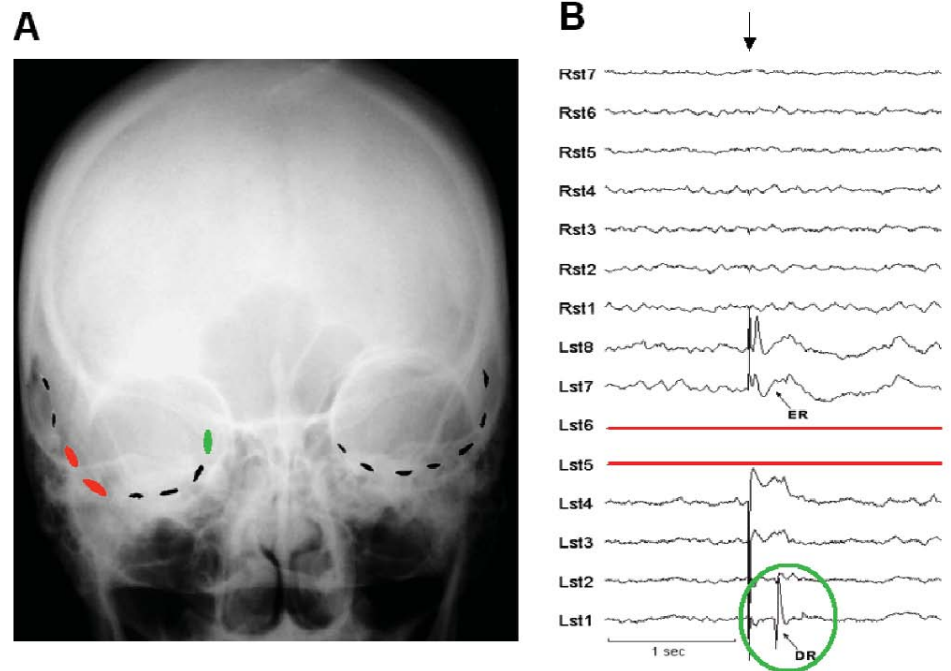 A
B
Rst7
Rst6
Rst5
Rst4
Rst3
Rst2
Rst1
Lst8
Lst7
ER
Lst6
Lst5
Lst4
Lst3
Lst2
Lst1
1 sec
DR